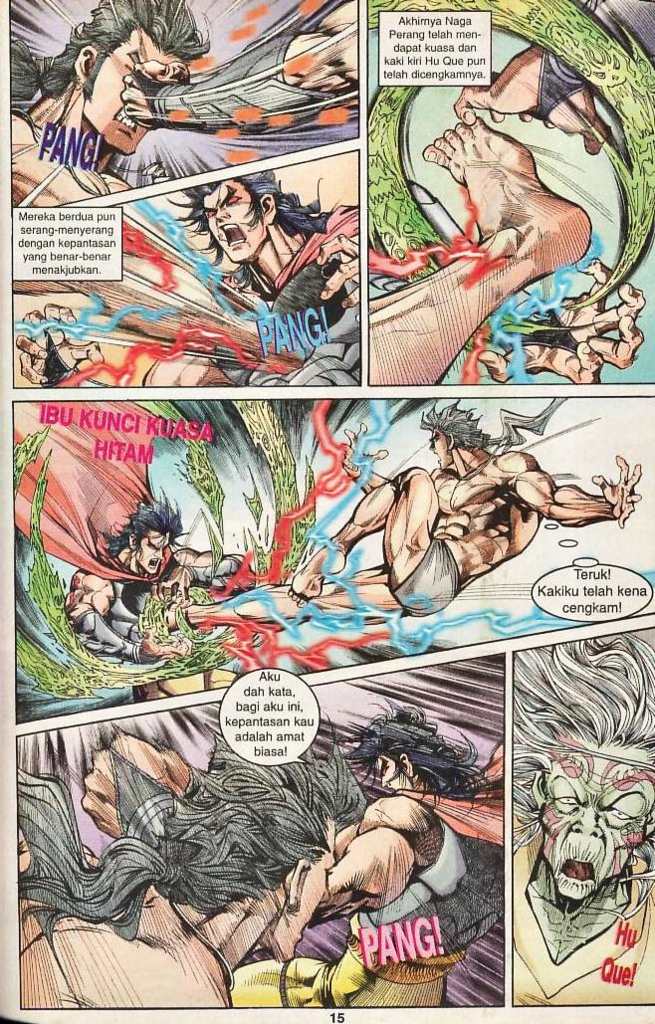 PANG!
Mereka berdua pun
serang-menyerang
dengan kepantasan
yang benar-benar
menakjubkan.
PANG!
Akhirnya Naga
Perang telah men-
dapat kuasa dan
kaki kiri Hu Que pun
telah dicengkamnya.
IBU KUNCI KUASA
HITAM
Teruk!
Kakiku telah kena
cengkam!
Aku
dah kata,
bagi aku ini,
kepantasan kau
adalah amat
biasa!
PANG!
Hu
Que!
15